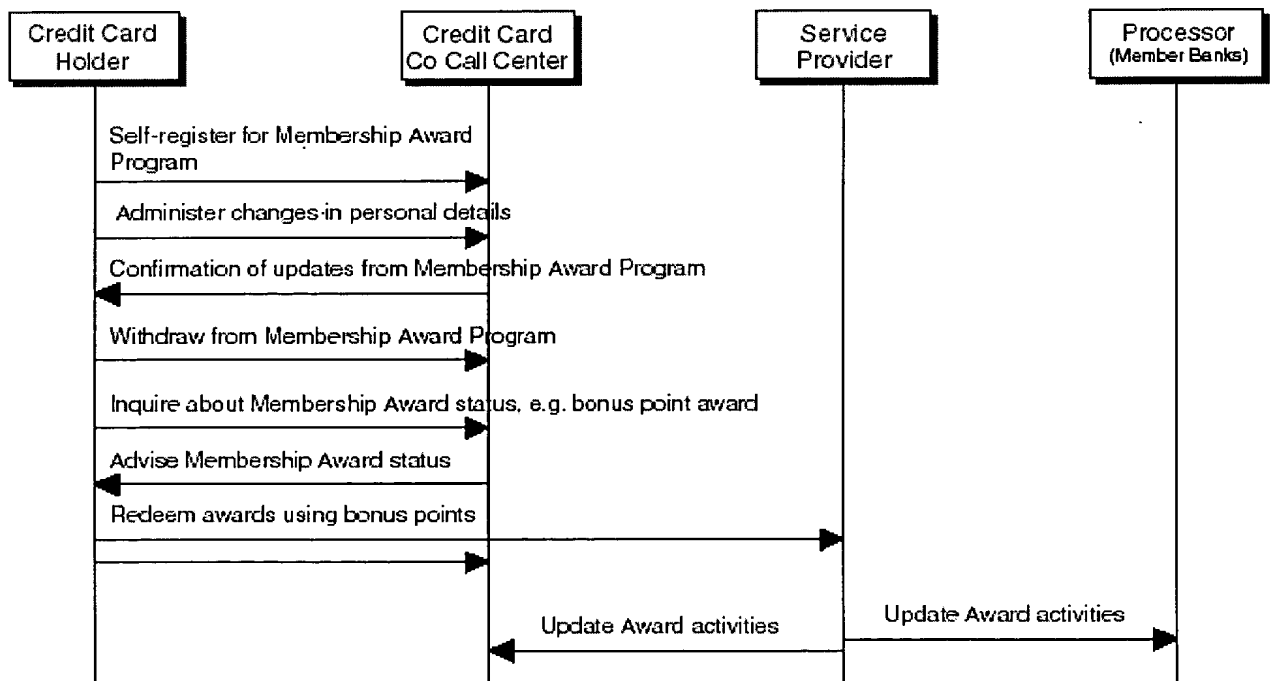 Credit Card
Holder
Credit Card
Co Call Center
Service
Provider
Processor
(Member Banks)
Self-register for Membership Award
Program
Administer changes in personal details
Confirmation of updates from Membership Award Program
Withdraw from Membership Award Program
Inquire about Membership Award status, e.g. bonus point award
Advise Membership Award status
Redeem awards using bonus points
Update Award activities
Update Award activities